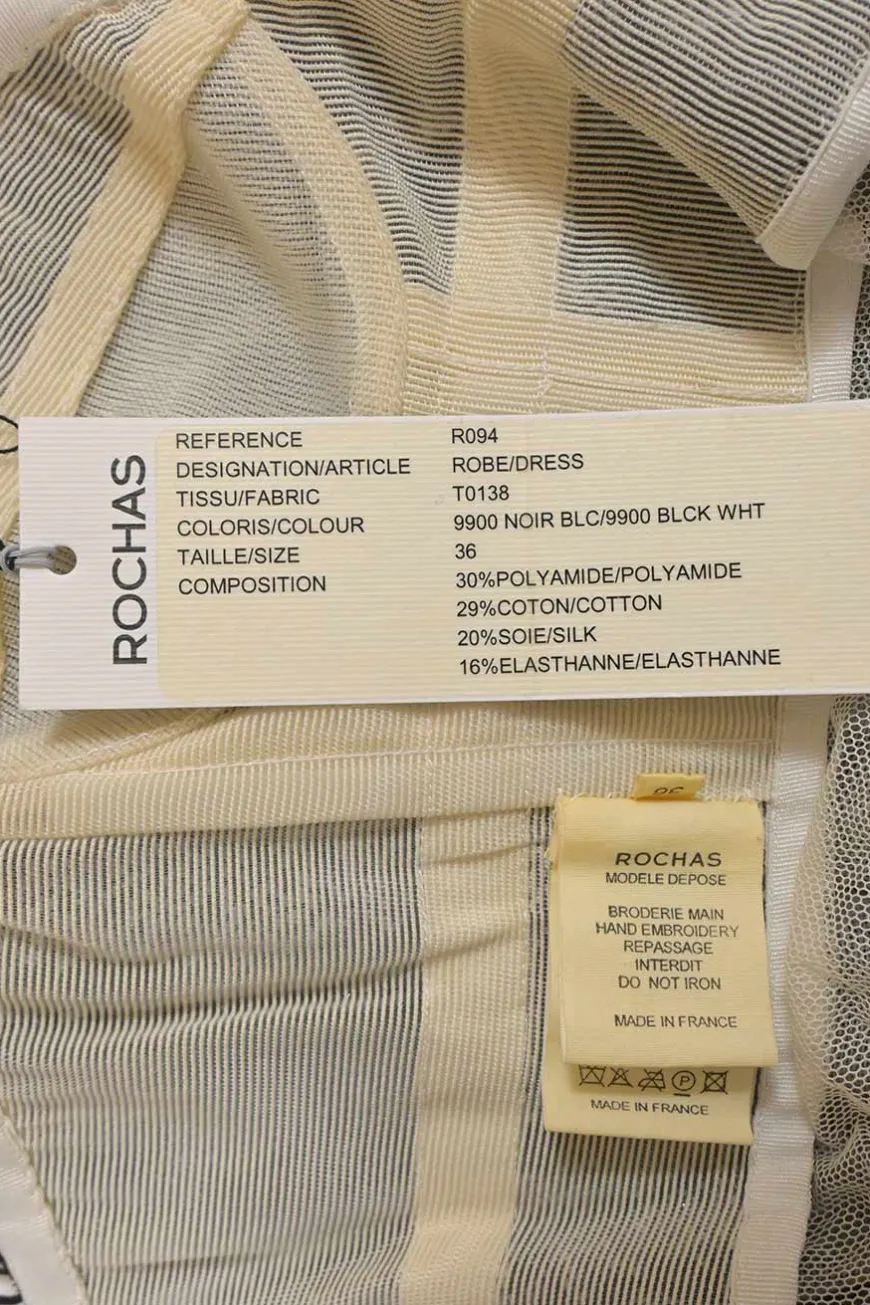 ROCHAS
REFERENCE R094
DESIGNATION/ARTICLE ROBE/DRESS
TISSU/FABRIC T0138
COLORIS/COLOUR 9900 NOIR BLC/9900 BLCK WHT
TAILLE/SIZE 36
COMPOSITION 30%POLYAMIDE/POLYAMIDE
29%COTON/COTTON
20%SOIE/SILK
16%ELASTHANNE/ELASTHANNE
ROCHAS
MODELE DEPOSE
BRODERIE MAIN
HAND EMBROIDERY
REPASSAGE
INTERDIT
DO NOT IRON
MADE IN FRANCE
P
MADE IN FRANCE